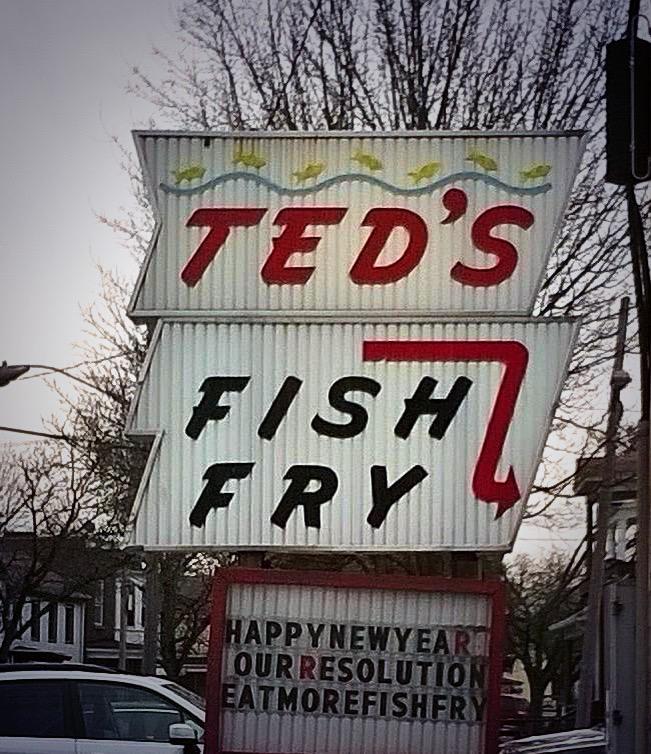 TED'S
FISH
FRY
HAPPYNEWYEAR
OURRESOLUTION
EATMOREFISHFRY